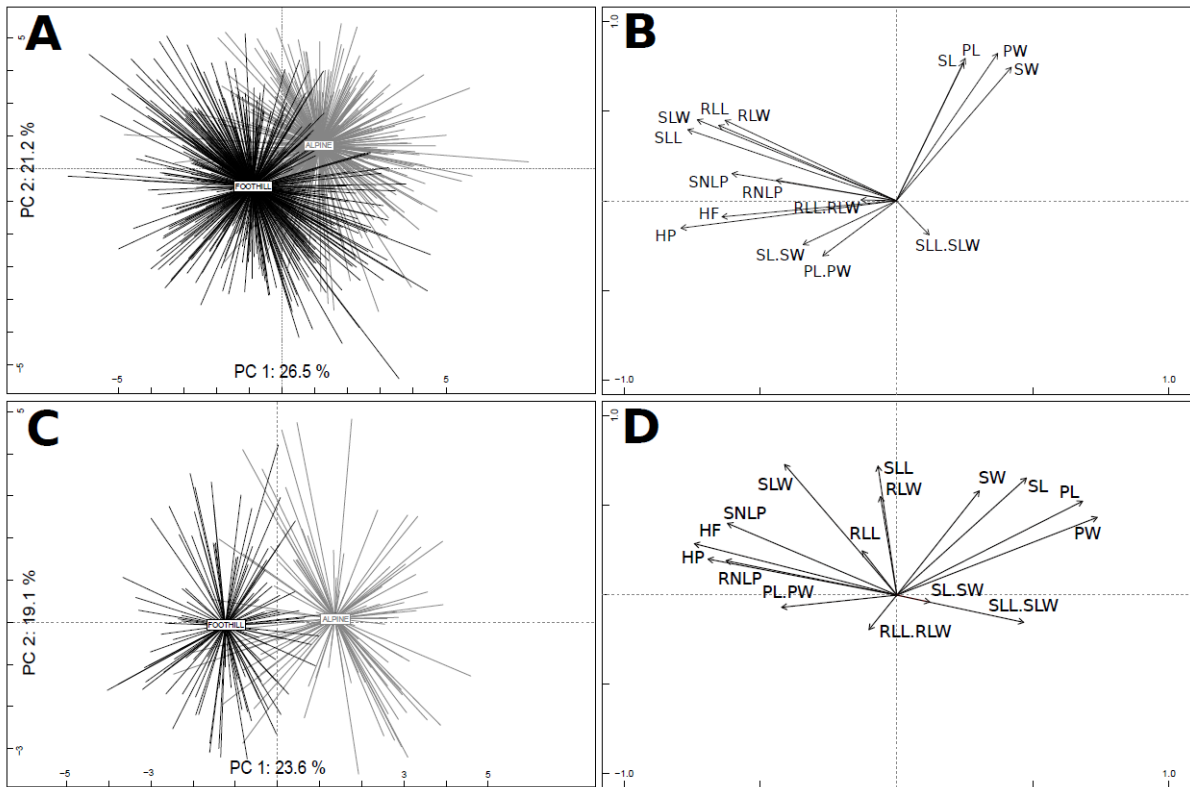 A
5
ALPINE
FOOTHILL
PC 2: 21.2 %
-5
-5
PC 1: 26.5 %
5
B
1.0
SL
PL
PW
SW
SLW
RLL
RLW
SLL
SNLP
RNLP
RLL.RLW
HF
HP
SL.SW
PL.PW
SLL.SLW
-1.0
1.0
C
5
FOOTHILL
ALPINE
PC 2: 19.1 %
-3
-5
-3
PC 1: 23.6 %
3
5
D
1.0
SLW
SLL
RLW
SW
SL
PL
PW
SNLP
HF
RLL
HP
RNLP
PL.PW
SL.SW
SLL.SLW
RLL.RLW
-1.0
1.0